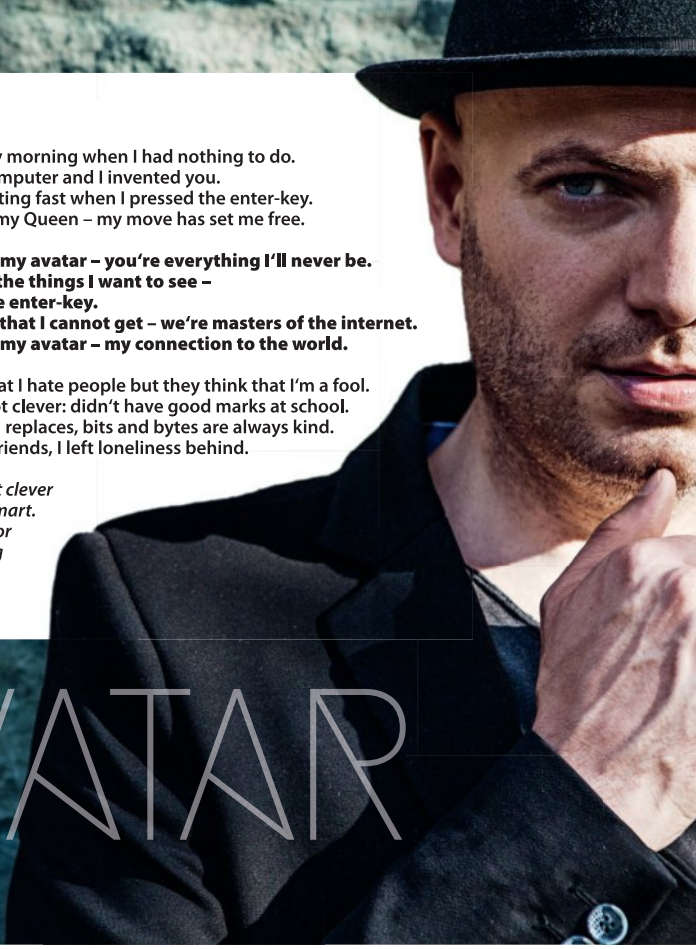 morning when I had nothing to do.
mputer and I invented you.
ting fast when I pressed the enter-key.
my Queen – my move has set me free.
my avatar – you‘re everything I‘ll never be.
the things I want to see –
e enter-key.
that I cannot get – we‘re masters of the internet.
my avatar – my connection to the world.
at I hate people but they think that I‘m a fool.
ot clever: didn‘t have good marks at school.
replaces, bits and bytes are always kind.
riends, I left loneliness behind.
t clever
mart.
or
g
VATAR